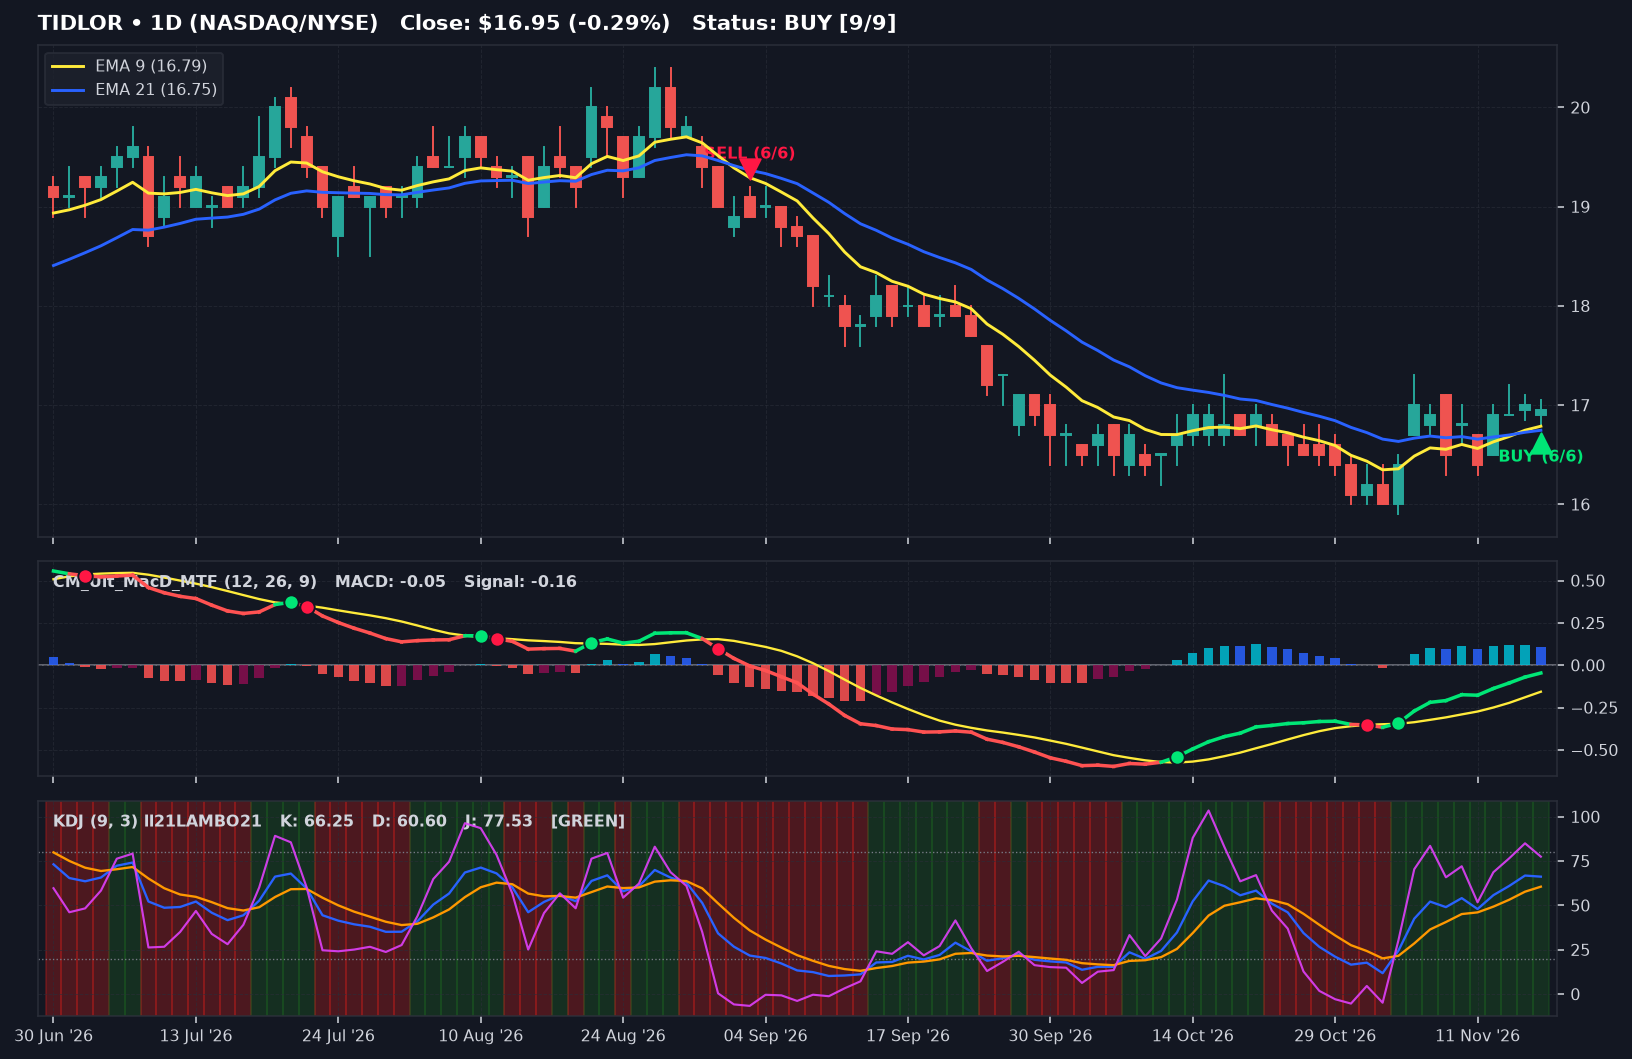 TIDLOR • 1D (NASDAQ/NYSE)   Close: $16.95 (-0.29%)   Status: BUY [9/9]
EMA 9 (16.79)
EMA 21 (16.75)
20
19
18
17
16
SELL (6/6)
BUY (6/6)
CM_Ult_MacD_MTF (12, 26, 9)   MACD: -0.05   Signal: -0.16
0.50
0.25
0.00
−0.25
−0.50
KDJ (9, 3) II21LAMBO21   K: 66.25   D: 60.60   J: 77.53   [GREEN]
100
75
50
25
0
30 Jun '26   13 Jul '26   24 Jul '26   10 Aug '26   24 Aug '26   04 Sep '26   17 Sep '26   30 Sep '26   14 Oct '26   29 Oct '26   11 Nov '26